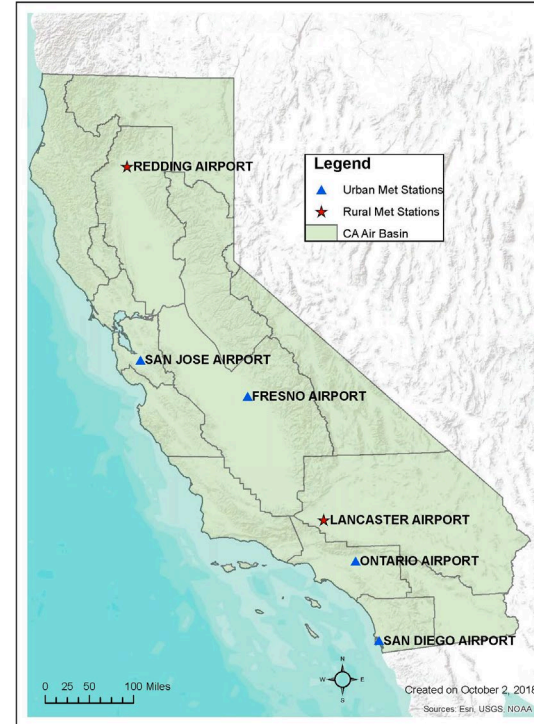 REDDING AIRPORT
Legend
Urban Met Stations
Rural Met Stations
CA Air Basin
SAN JOSE AIRPORT
FRESNO AIRPORT
LANCASTER AIRPORT
ONTARIO AIRPORT
SAN DIEGO AIRPORT
N
W E
S
0 25 50 100 Miles
Created on October 2, 2018
Sources: Esri, USGS, NOAA